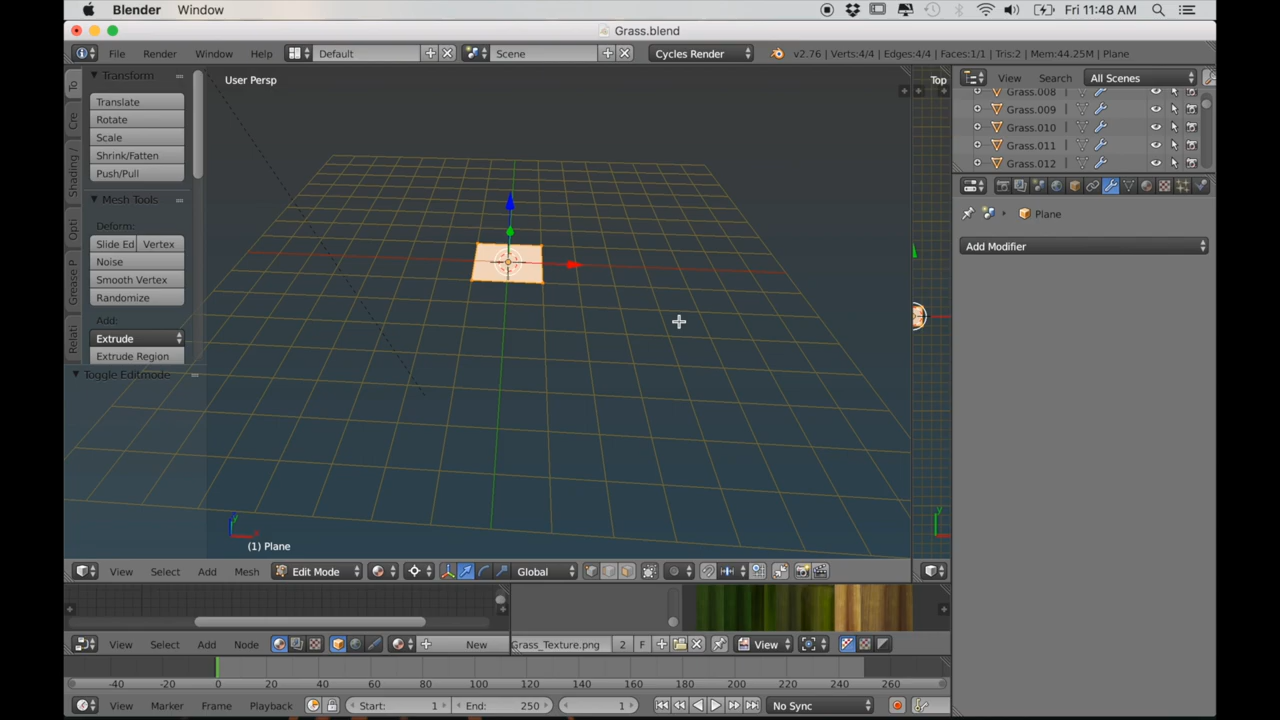 Blender Window Fri 11:48 AM
Grass.blend
File Render Window Help Default Scene Cycles Render v2.76 | Verts:4/4 | Edges:4/4 | Faces:1/1 | Tris:2 | Mem:44.25M | Plane
Transform
Translate
Rotate
Scale
Shrink/Fatten
Push/Pull
Mesh Tools
Deform:
Slide Ed Vertex
Noise
Smooth Vertex
Randomize
Add:
Extrude
Extrude Region
Toggle Editmode
To
Cre
Shading /
Opti
Grease P
Relati
User Persp
(1) Plane
Top
View Search All Scenes
Grass.008
Grass.009
Grass.010
Grass.011
Grass.012
Plane
Add Modifier
View Select Add Mesh Edit Mode Global
View Select Add Node New Grass_Texture.png 2 F View
-40 -20 0 20 40 60 80 100 120 140 160 180 200 220 240 260
View Marker Frame Playback Start: 1 End: 250 1 No Sync